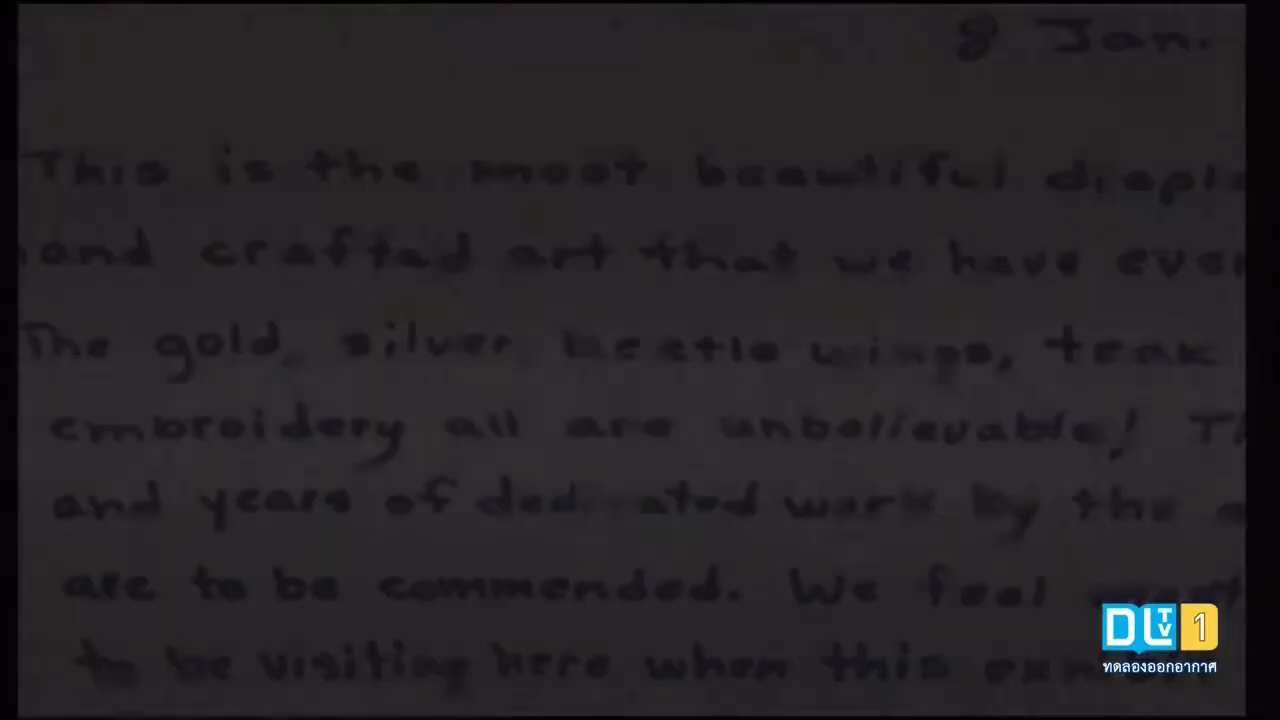 8 Jan.
This is the most beautiful
hand crafted art that we have ever
The gold, silver, beetle wings, teak
embroidery all are unbelievable!
and years of dedicated work by the
are to be commended. We feel
to be visiting here when this
DLTV 1
ทดลองออกอากาศ